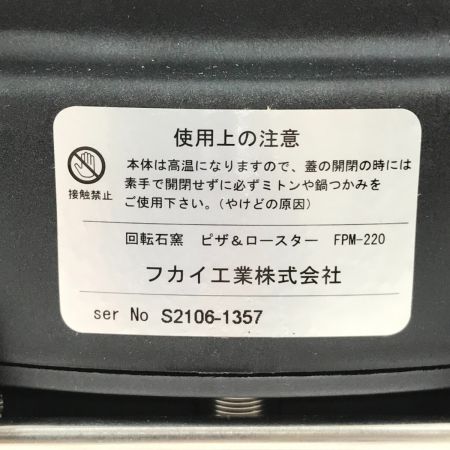 使用上の注意
接触禁止
本体は高温になりますので、蓋の開閉の時には
素手で開閉せずに必ずミトンや鍋つかみを
ご使用下さい。(やけどの原因)
回転石窯 ピザ&ロースター FPM-220
フカイ工業株式会社
ser No S2106-1357